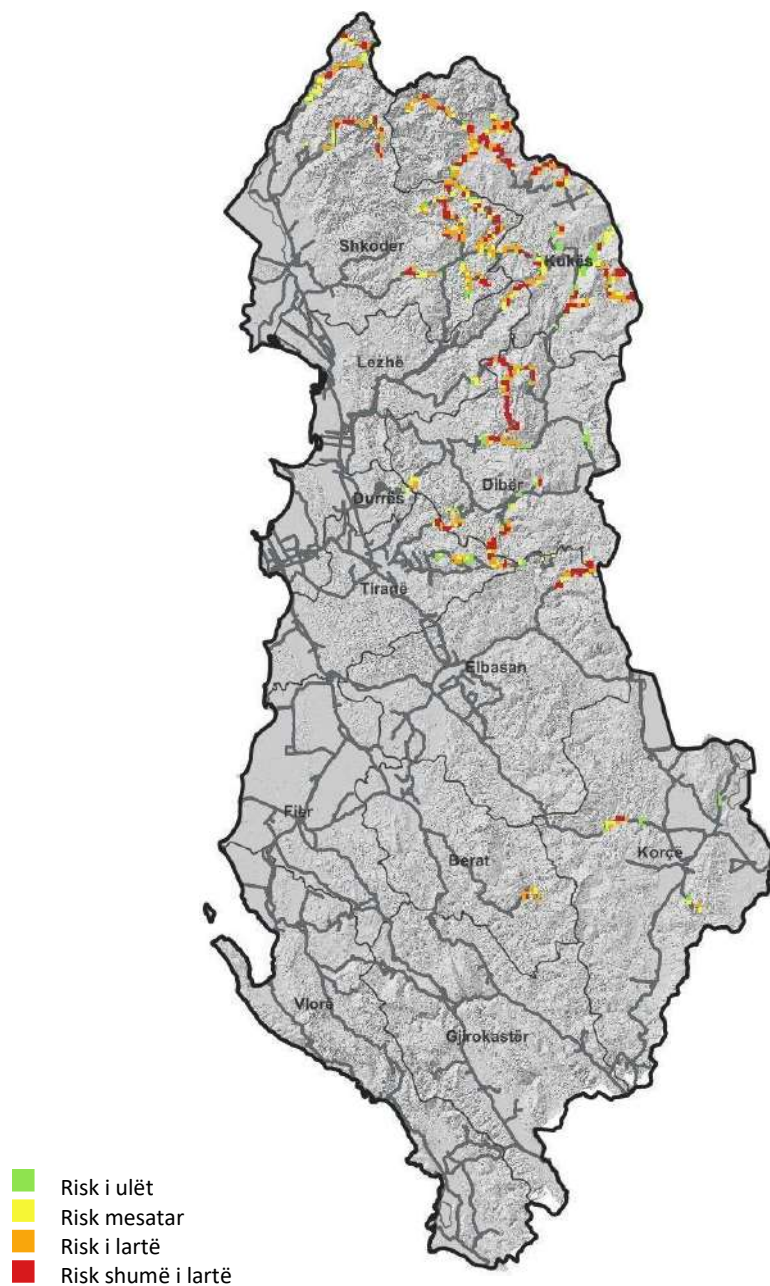 Shkodër
Kukës
Lezhë
Durrës
Dibër
Tiranë
Elbasan
Fier
Berat
Korçë
Vlorë
Gjirokastër
Risk i ulët
Risk mesatar
Risk i lartë
Risk shumë i lartë